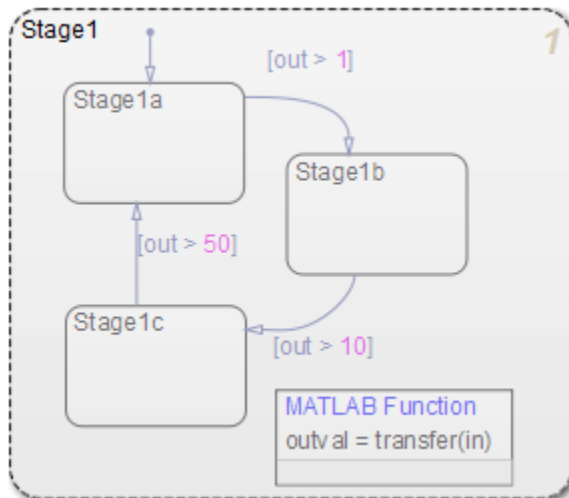 Stage1
1
[out > 1]
Stage1a
Stage1b
[out > 50]
Stage1c
[out > 10]
MATLAB Function
outval = transfer(in)